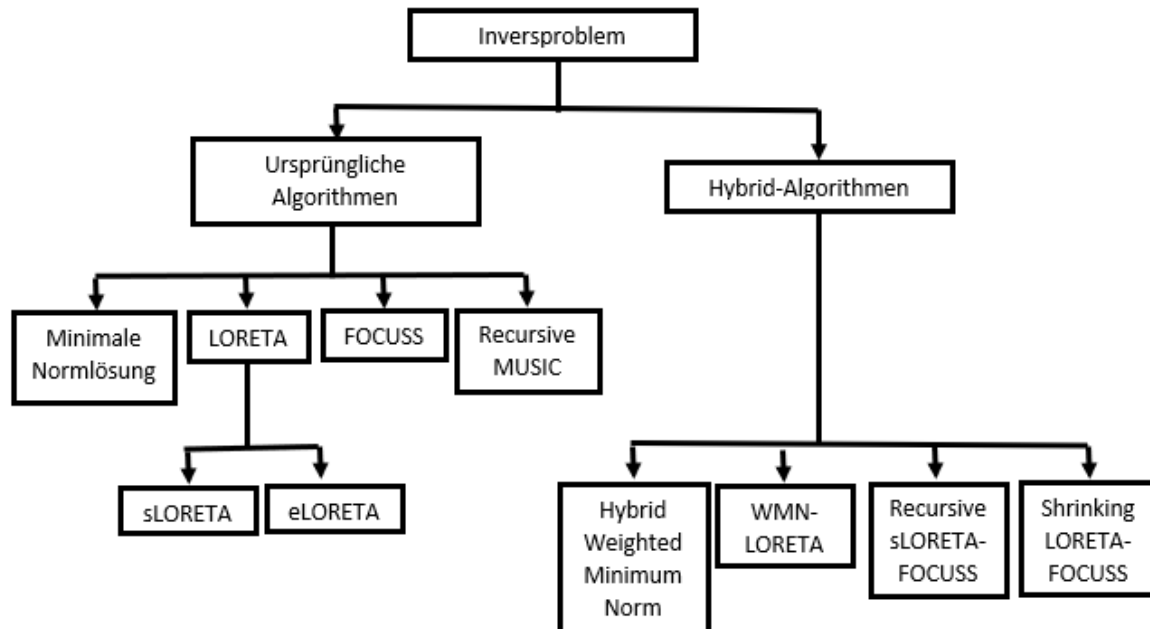 Inversproblem
Ursprüngliche
Algorithmen
Hybrid-Algorithmen
Minimale
Normlösung
LORETA
FOCUSS
Recursive
MUSIC
sLORETA
eLORETA
Hybrid
Weighted
Minimum
Norm
WMN-
LORETA
Recursive
sLORETA-
FOCUSS
Shrinking
LORETA-
FOCUSS